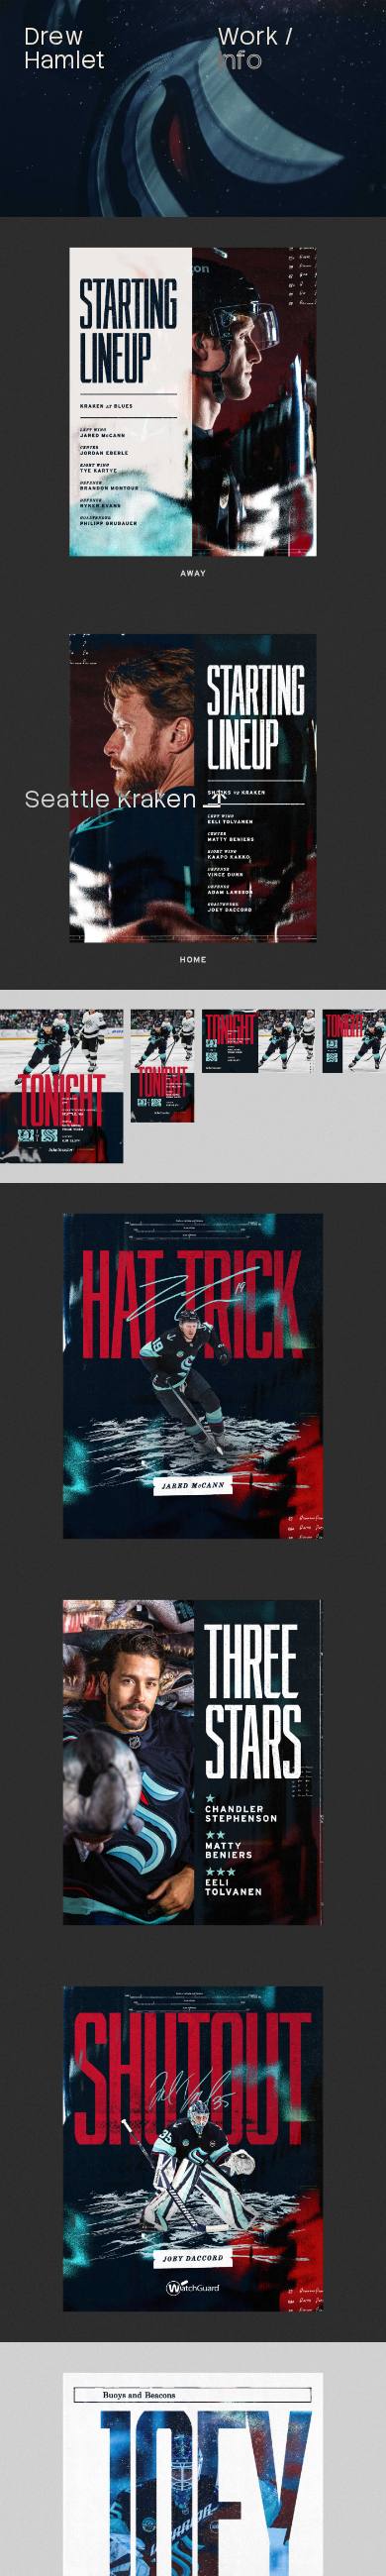 Drew
Hamlet
Work /
Info
STARTING
LINEUP
KRAKEN AT BLUES
LEFT WING
JARED McCANN
CENTER
JORDAN EBERLE
RIGHT WING
TYE KARTYE
DEFENSE
BRANDON MONTOUR
DEFENSE
RYKER EVANS
GOALTENDER
PHILIPP GRUBAUER
AWAY
STARTING
LINEUP
KRAKEN
Seattle Kraken
LEFT WING
EELI TOLVANEN
CENTER
MATTY BENIERS
RIGHT WING
KAAPO KAKKO
DEFENSE
VINCE DUNN
DEFENSE
ADAM LARSSON
GOALTENDER
JOEY DACCORD
HOME
TONIGHT
TONIGHT
TONIGHT
TONIGHT
HAT TRICK
19
JARED McCANN
THREE
STARS
CHANDLER
STEPHENSON
MATTY
BENIERS
EELI
TOLVANEN
SHUTOUT
35
JOEY DACCORD
WatchGuard
Buoys and Beacons
JOEY